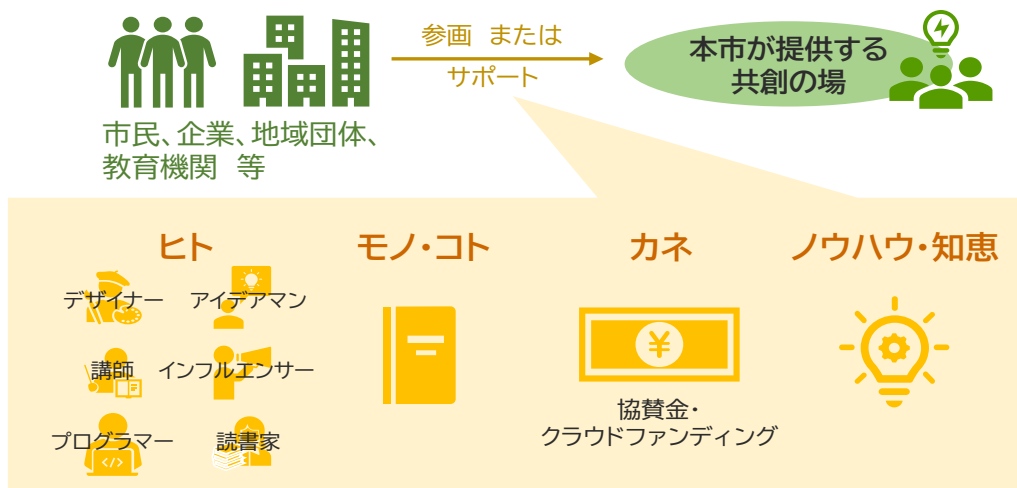 参画 または
サポート
本市が提供する
共創の場
市民、企業、地域団体、
教育機関 等
ヒト
モノ・コト
カネ
ノウハウ・知恵
デザイナー
アイデアマン
講師
インフルエンサー
プログラマー
読書家
</>
¥
協賛金・
クラウドファンディング